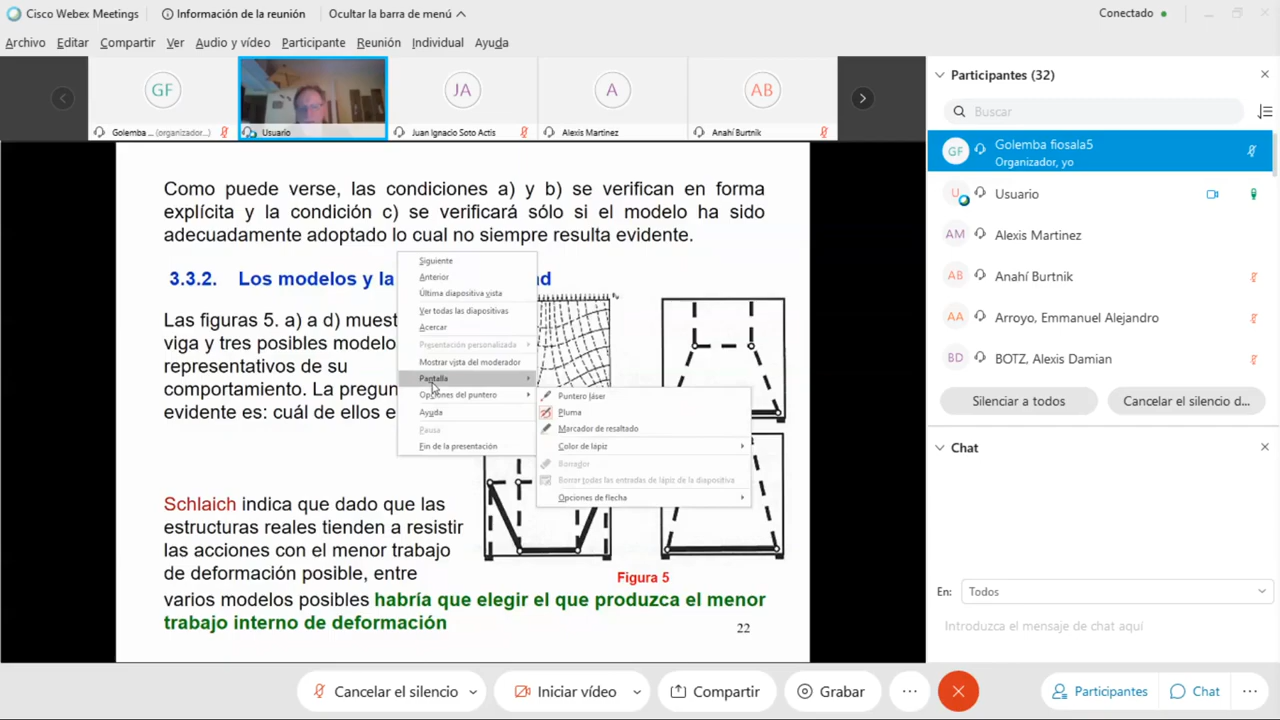 Cisco Webex Meetings
Información de la reunión
Ocultar la barra de menú
Conectado
Archivo
Editar
Compartir
Ver
Audio y vídeo
Participante
Reunión
Individual
Ayuda
GF
JA
A
AB
Golemba ... (organizador...)
Usuario
Juan Ignacio Soto Actis
Alexis Martinez
Anahí Burtnik
Como puede verse, las condiciones a) y b) se verifican en forma
explícita y la condición c) se verificará sólo si el modelo ha sido
adecuadamente adoptado lo cual no siempre resulta evidente.
3.3.2. Los modelos y la
Las figuras 5. a) a d)
viga y tres posibles
representativos de su
comportamiento. La
evidente es: cuál de ellos
Siguiente
Anterior
Última diapositiva vista
Ver todas las diapositivas
Acercar
Presentación personalizada
Mostrar vista del moderador
Pantalla
Opciones del puntero
Ayuda
Pausa
Fin de la presentación
Puntero láser
Pluma
Marcador de resaltado
Color de lápiz
Borrador
Borrar todas las entradas de lápiz de la diapositiva
Opciones de flecha
Schlaich indica que dado que las
estructuras reales tienden a resistir
las acciones con el menor trabajo
de deformación posible, entre
varios modelos posibles habría que elegir el que produzca el menor
trabajo interno de deformación
Figura 5
22
Participantes (32)
Buscar
GF
Golemba fiosala5
Organizador, yo
U
Usuario
AM
Alexis Martinez
AB
Anahí Burtnik
AA
Arroyo, Emmanuel Alejandro
BD
BOTZ, Alexis Damian
Silenciar a todos
Cancelar el silencio d...
Chat
En:
Todos
Introduzca el mensaje de chat aquí
Cancelar el silencio
Iniciar vídeo
Compartir
Grabar
Participantes
Chat